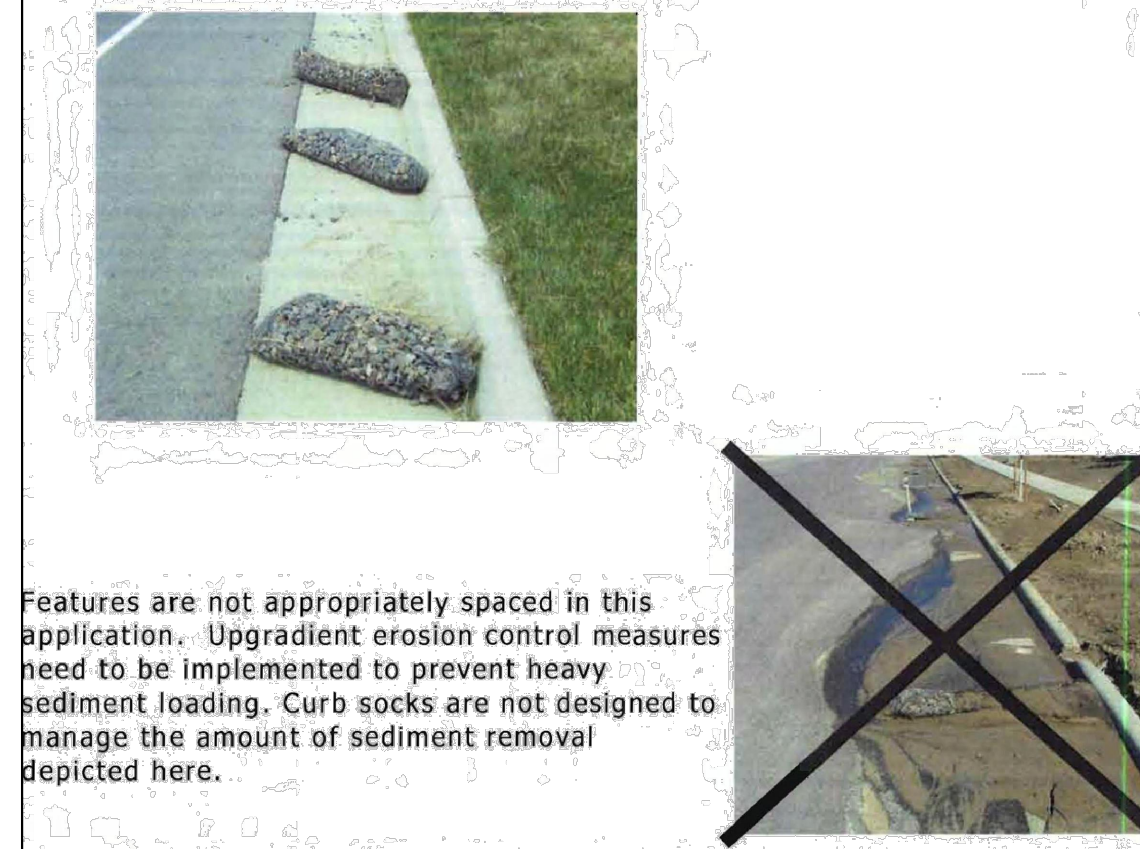 Features are not appropriately spaced in this
application. Upgradient erosion control measures
need to be implemented to prevent heavy
sediment loading. Curb socks are not designed to
manage the amount of sediment removal
depicted here.